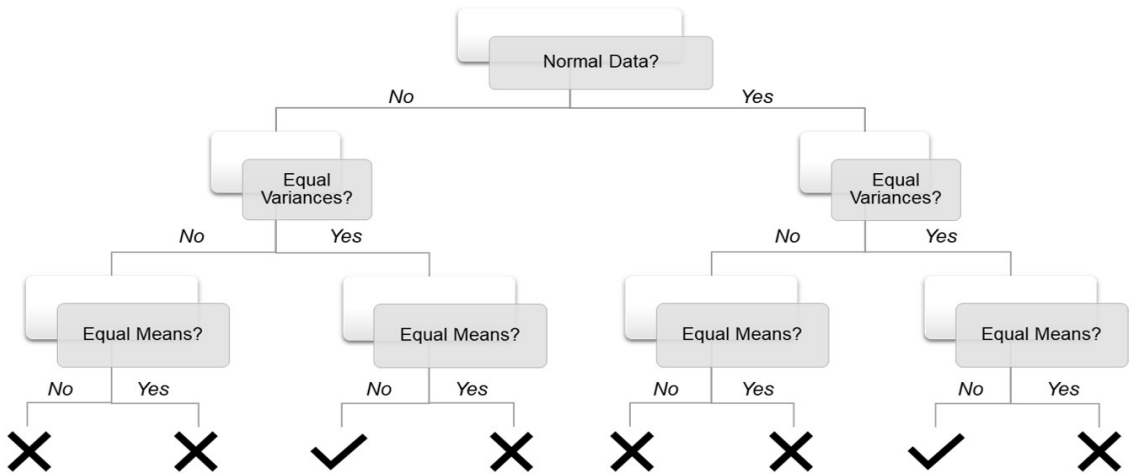 Normal Data?
No
Yes
Equal
Variances?
Equal
Variances?
No
Yes
No
Yes
Equal Means?
Equal Means?
Equal Means?
Equal Means?
No
Yes
No
Yes
No
Yes
No
Yes